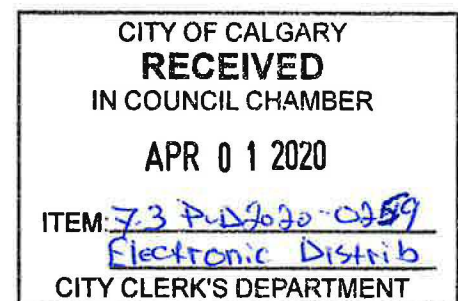 CITY OF CALGARY
RECEIVED
IN COUNCIL CHAMBER
APR 0 1 2020
ITEM: 7.3 PUD2020-0259
Electronic Distrib
CITY CLERK'S DEPARTMENT